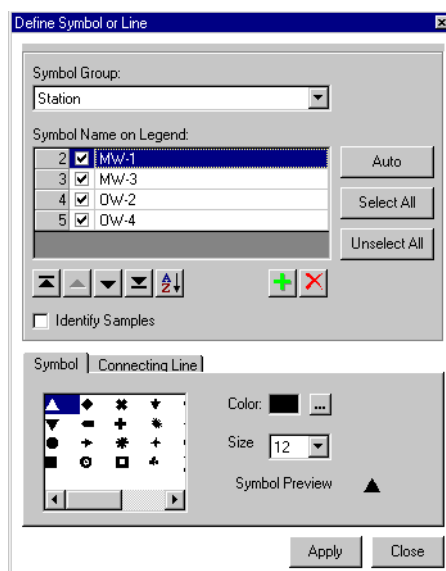 Define Symbol or Line
Symbol Group:
Station
Symbol Name on Legend:
2 MW-1
3 MW-3
4 OW-2
5 OW-4
Auto
Select All
Unselect All
A
Z
Identify Samples
Symbol
Connecting Line
Color:
...
Size
12
Symbol Preview
Apply
Close